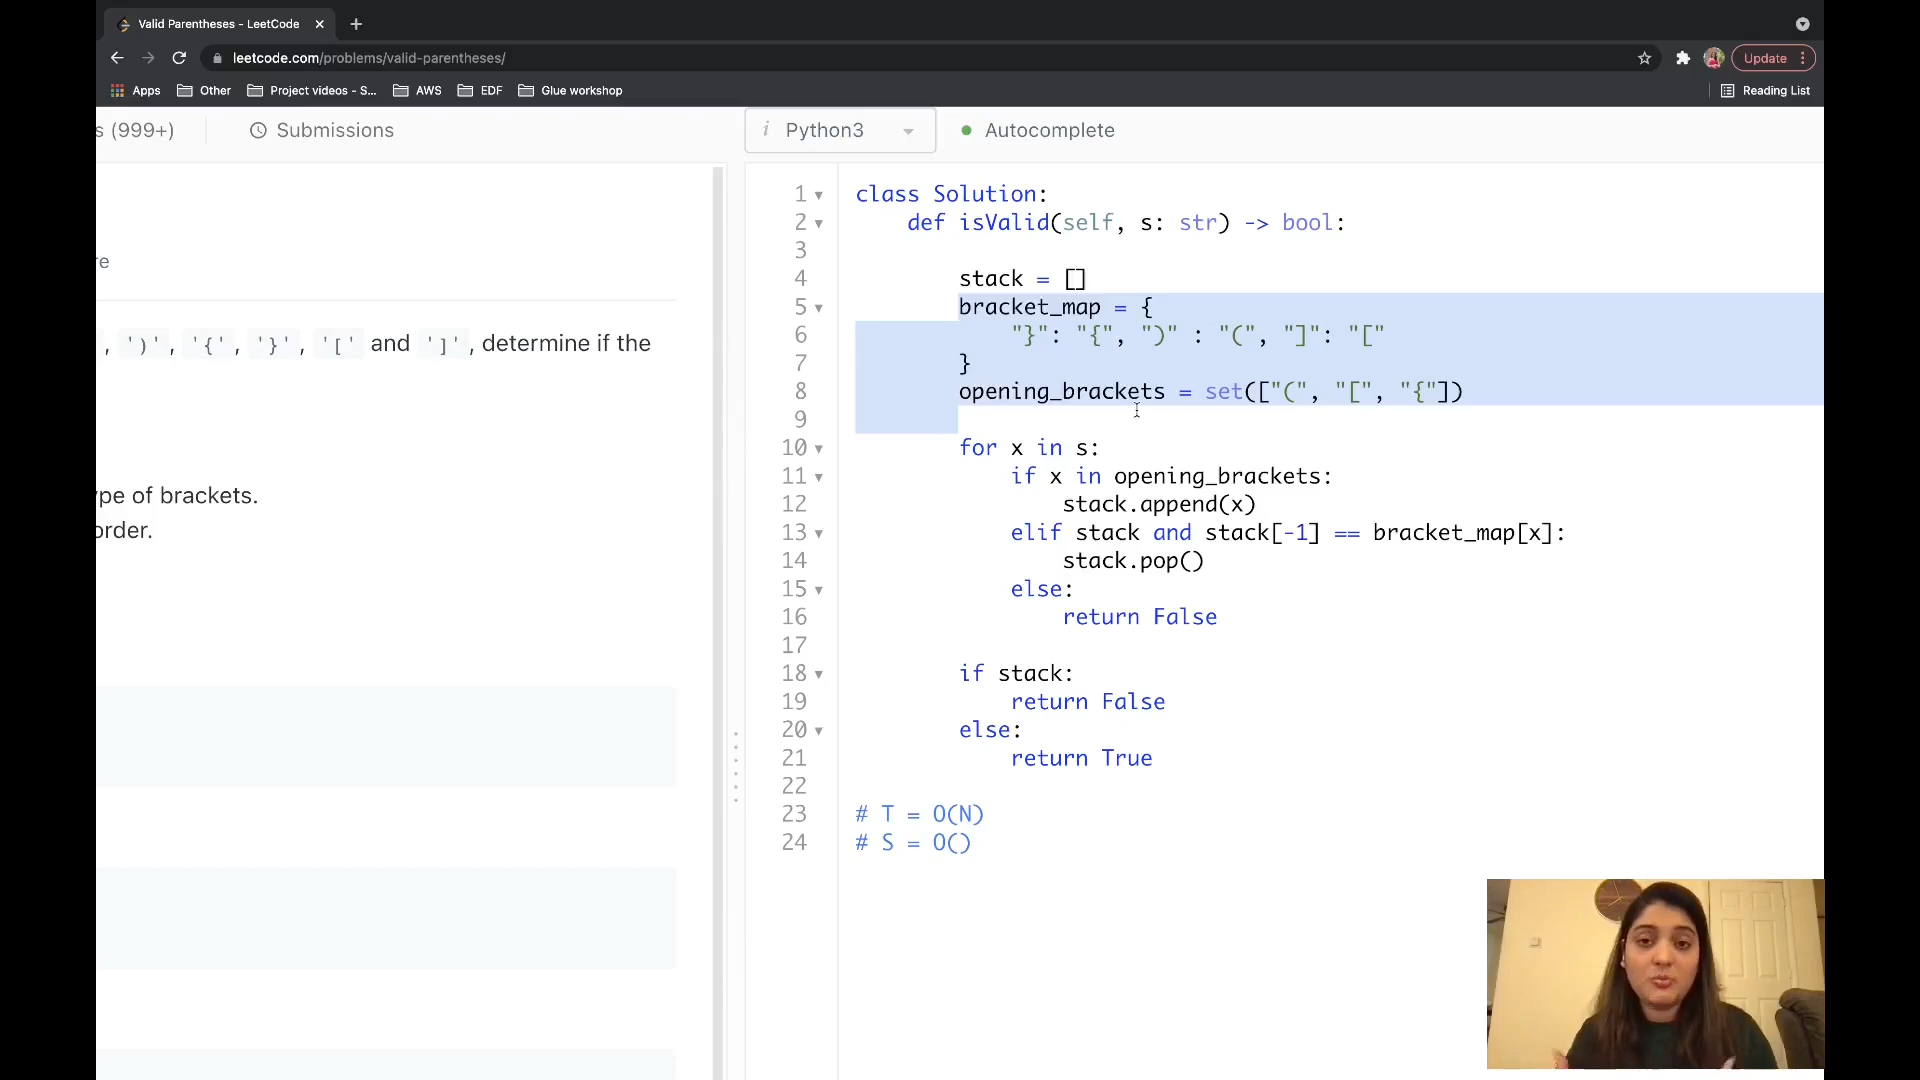 Valid Parentheses - LeetCode
leetcode.com/problems/valid-parentheses/
Update
Apps Other Project videos - S... AWS EDF Glue workshop Reading List
s (999+) Submissions
i Python3 Autocomplete
re
, ')', '{', '}', '[' and ']', determine if the
ype of brackets.
order.
1 class Solution:
2 def isValid(self, s: str) -> bool:
3
4 stack = []
5 bracket_map = {
6 "}": "{", ")" : "(", "]": "["
7 }
8 opening_brackets = set(["(", "[", "{"])
9
10 for x in s:
11 if x in opening_brackets:
12 stack.append(x)
13 elif stack and stack[-1] == bracket_map[x]:
14 stack.pop()
15 else:
16 return False
17
18 if stack:
19 return False
20 else:
21 return True
22
23 # T = O(N)
24 # S = O()